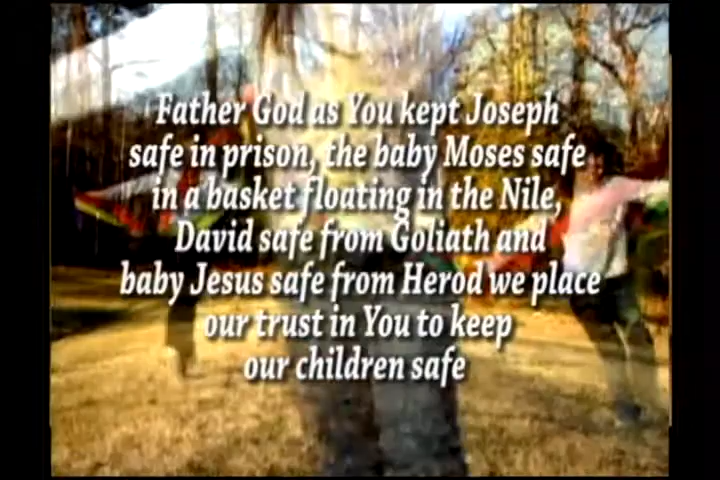 Father God as You kept Joseph
safe in prison, the baby Moses safe
in a basket floating in the Nile,
David safe from Goliath and
baby Jesus safe from Herod we place
our trust in You to keep
our children safe